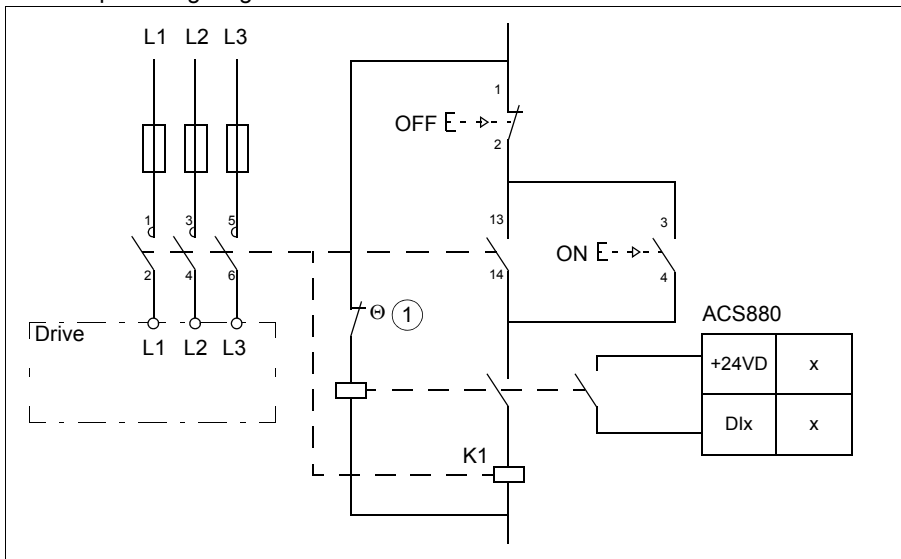 L1 L2 L3
1
OFF
2
1 3 5
13
3
ON
2 4 6
14
4
Θ 1
ACS880
Drive
L1 L2 L3
+24VD x
DIx x
K1